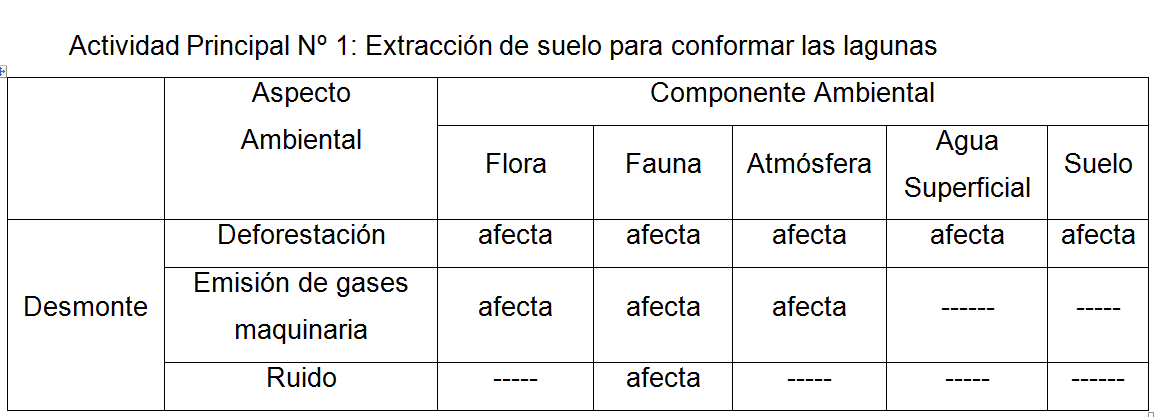 Actividad Principal Nº 1: Extracción de suelo para conformar las lagunas
Aspecto
Ambiental
Componente Ambiental
Flora Fauna Atmósfera Agua
Superficial Suelo
Desmonte
Deforestación afecta afecta afecta afecta afecta
Emisión de gases
maquinaria afecta afecta afecta ------ -----
Ruido ----- afecta ----- ----- ------